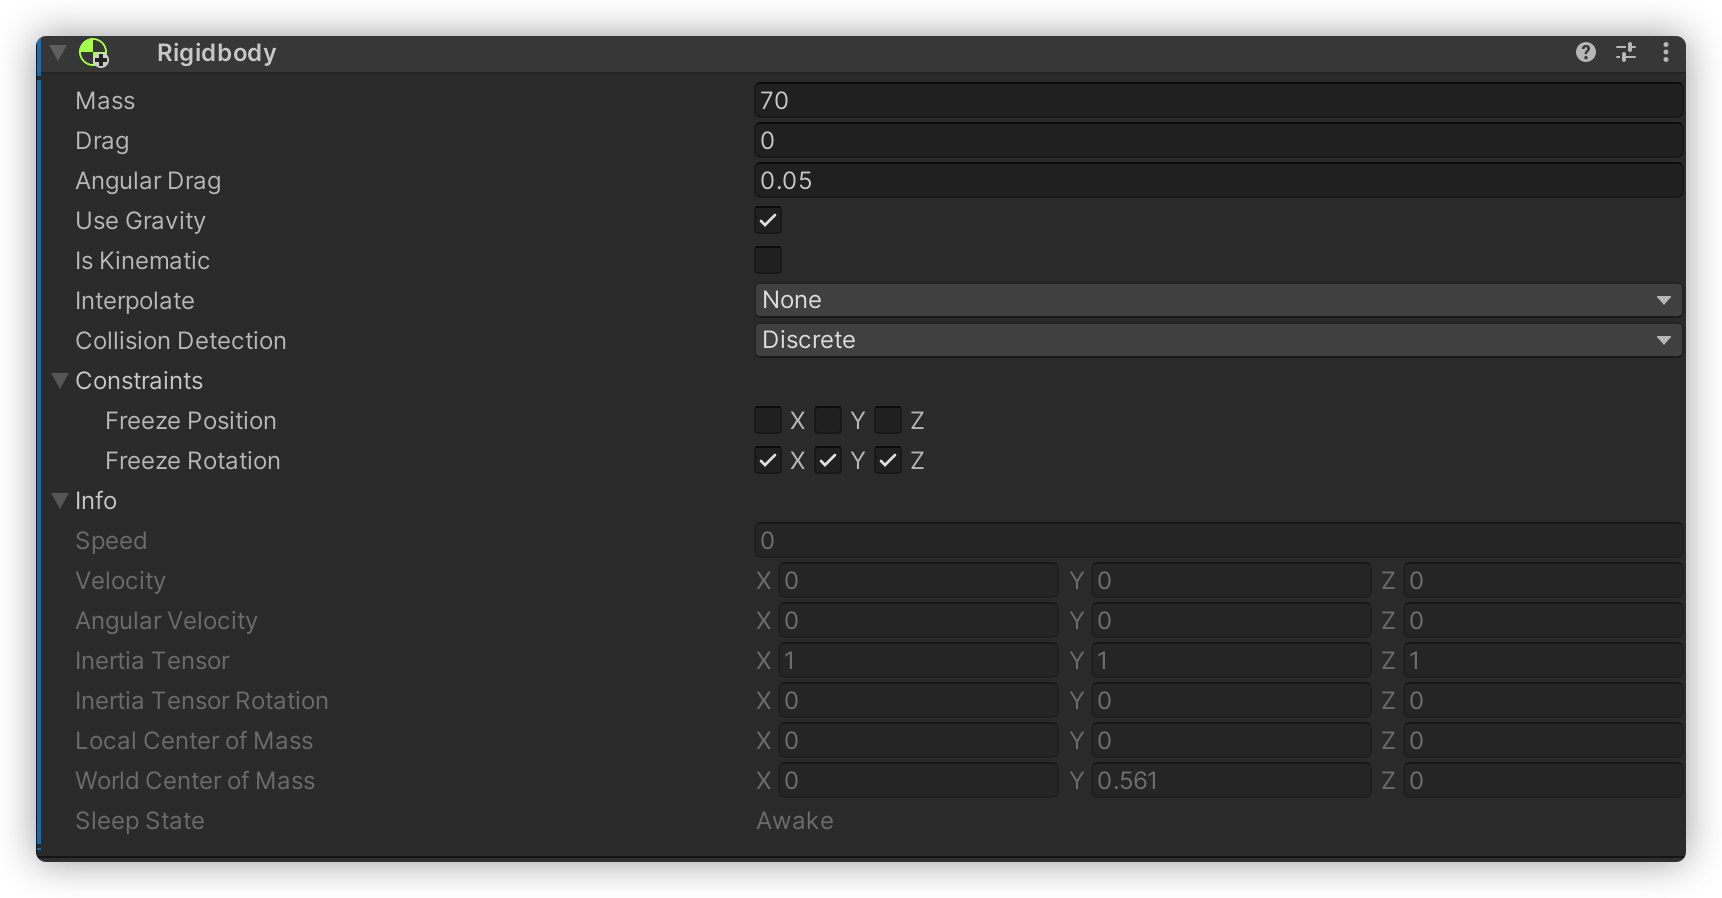 Rigidbody
Mass 70
Drag 0
Angular Drag 0.05
Use Gravity
Is Kinematic
Interpolate None
Collision Detection Discrete
Constraints
Freeze Position X Y Z
Freeze Rotation X Y Z
Info
Speed 0
Velocity X 0 Y 0 Z 0
Angular Velocity X 0 Y 0 Z 0
Inertia Tensor X 1 Y 1 Z 1
Inertia Tensor Rotation X 0 Y 0 Z 0
Local Center of Mass X 0 Y 0 Z 0
World Center of Mass X 0 Y 0.561 Z 0
Sleep State Awake